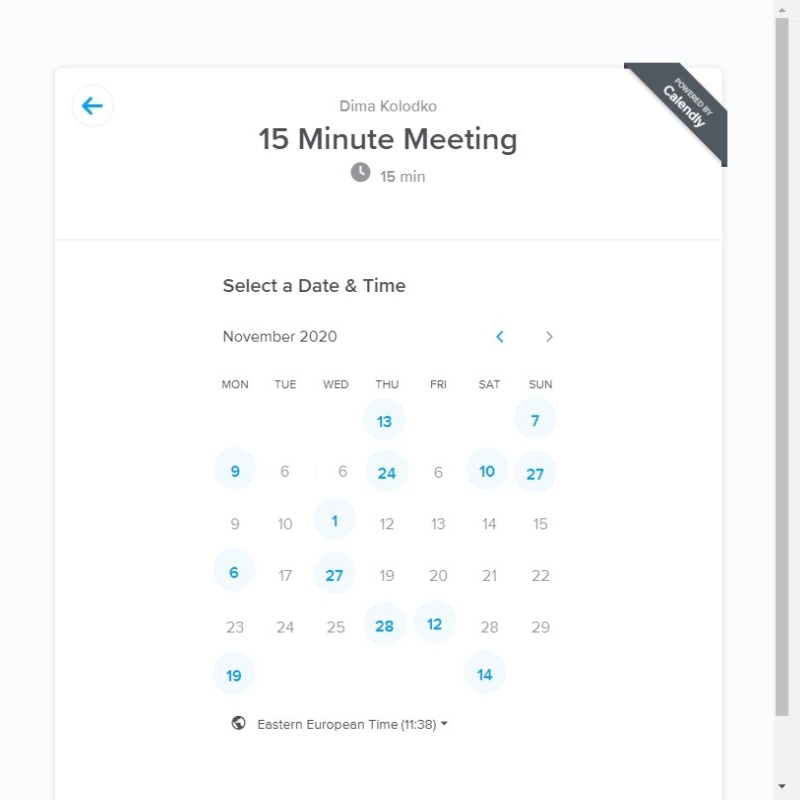 POWERED BY
Calendly
Dima Kolodko
15 Minute Meeting
15 min
Select a Date & Time
November 2020
MON TUE WED THU FRI SAT SUN
13 7
9 6 6 24 6 10 27
9 10 1 12 13 14 15
6 17 27 19 20 21 22
23 24 25 28 12 28 29
19 14
Eastern European Time (11:38)